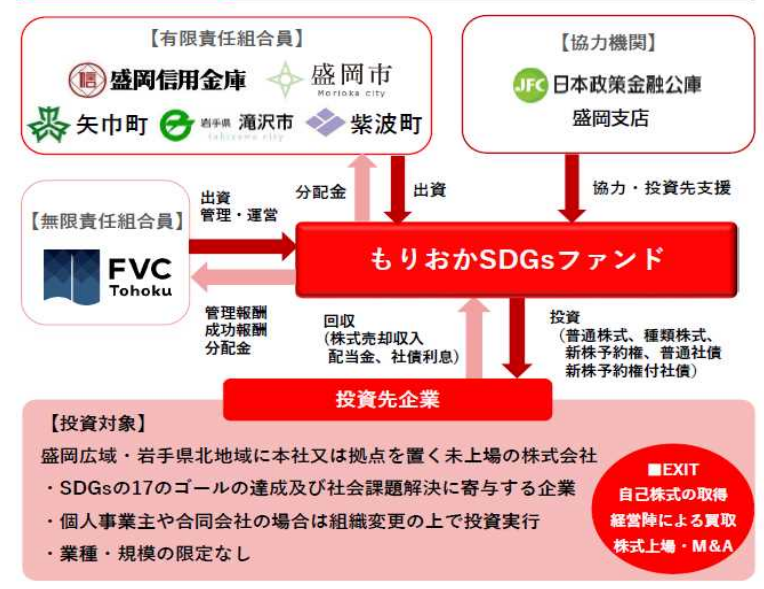 【有限責任組合員】
信 盛岡信用金庫
盛岡市
Morioka city
矢巾町
岩手県 滝沢市
takizawa city
紫波町
【協力機関】
JFC 日本政策金融公庫
盛岡支店
分配金
出資
協力・投資先支援
【無限責任組合員】
FVC
Tohoku
出資
管理・運営
もりおかSDGsファンド
管理報酬
成功報酬
分配金
回収
(株式売却収入
配当金、社債利息)
投資
(普通株式、種類株式、
新株予約権、普通社債
新株予約権付社債)
投資先企業
【投資対象】
盛岡広域・岩手県北地域に本社又は拠点を置く未上場の株式会社
・SDGsの17のゴールの達成及び社会課題解決に寄与する企業
・個人事業主や合同会社の場合は組織変更の上で投資実行
・業種・規模の限定なし
■EXIT
自己株式の取得
経営陣による買取
株式上場・M&A